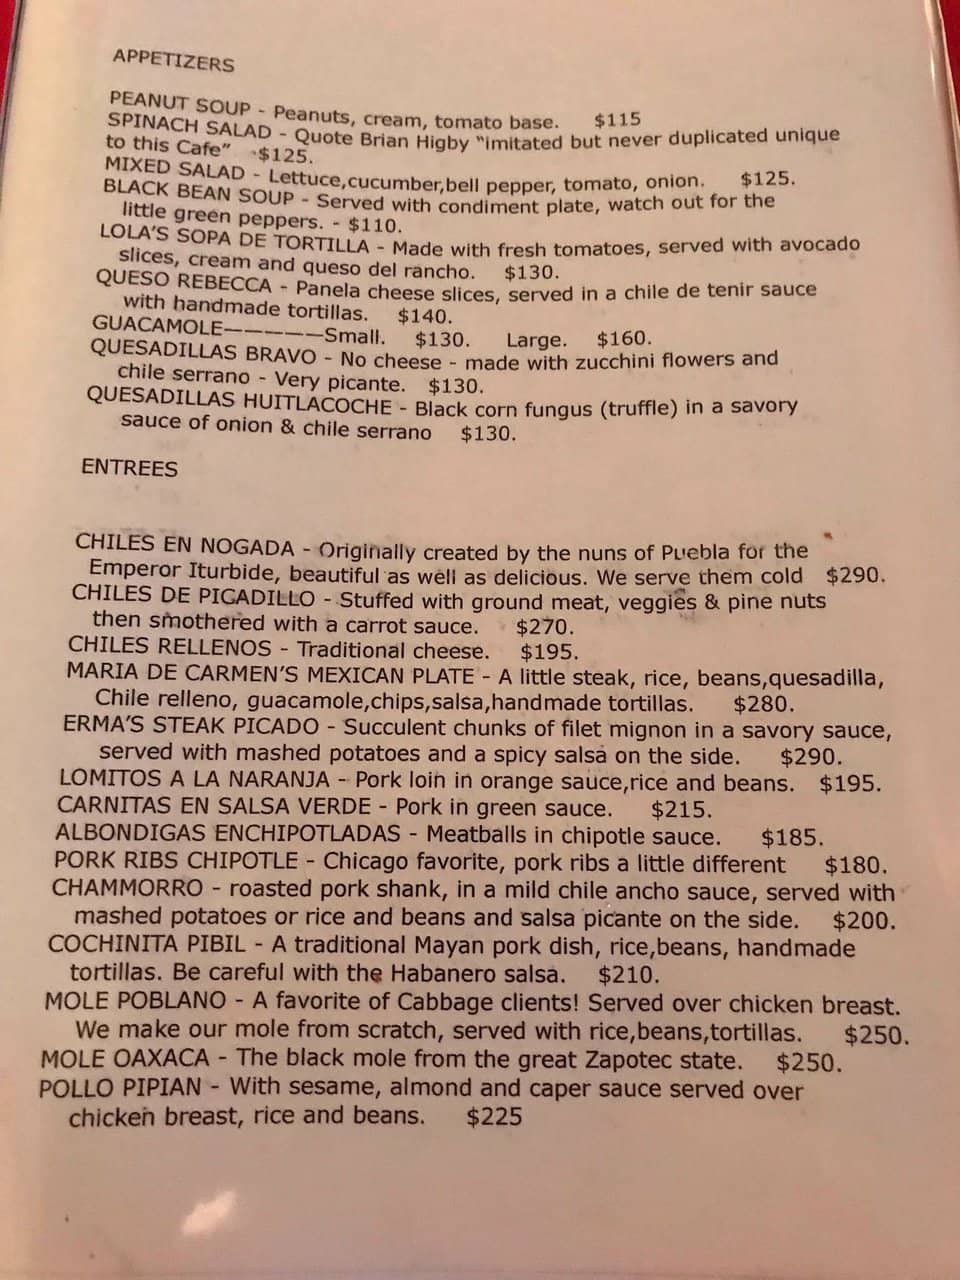 APPETIZERS
PEANUT SOUP - Peanuts, cream, tomato base. $115
SPINACH SALAD - Quote Brian Higby "imitated but never duplicated unique
to this Cafe" -$125.
MIXED SALAD - Lettuce,cucumber,bell pepper, tomato, onion. $125.
BLACK BEAN SOUP - Served with condiment plate, watch out for the
little green peppers. - $110.
LOLA'S SOPA DE TORTILLA - Made with fresh tomatoes, served with avocado
slices, cream and queso del rancho. $130.
QUESO REBECCA - Panela cheese slices, served in a chile de tenir sauce
with handmade tortillas. $140.
GUACAMOLE—————Small. $130. Large. $160.
QUESADILLAS BRAVO - No cheese - made with zucchini flowers and
chile serrano - Very picante. $130.
QUESADILLAS HUITLACOCHE - Black corn fungus (truffle) in a savory
sauce of onion & chile serrano $130.
ENTREES
CHILES EN NOGADA - Originally created by the nuns of Puebla for the
Emperor Iturbide, beautiful as well as delicious. We serve them cold $290.
CHILES DE PICADILLO - Stuffed with ground meat, veggies & pine nuts
then smothered with a carrot sauce. $270.
CHILES RELLENOS - Traditional cheese. $195.
MARIA DE CARMEN'S MEXICAN PLATE - A little steak, rice, beans,quesadilla,
Chile relleno, guacamole,chips,salsa,handmade tortillas. $280.
ERMA'S STEAK PICADO - Succulent chunks of filet mignon in a savory sauce,
served with mashed potatoes and a spicy salsa on the side. $290.
LOMITOS A LA NARANJA - Pork loin in orange sauce,rice and beans. $195.
CARNITAS EN SALSA VERDE - Pork in green sauce. $215.
ALBONDIGAS ENCHIPOTLADAS - Meatballs in chipotle sauce. $185.
PORK RIBS CHIPOTLE - Chicago favorite, pork ribs a little different $180.
CHAMMORRO - roasted pork shank, in a mild chile ancho sauce, served with
mashed potatoes or rice and beans and salsa picante on the side. $200.
COCHINITA PIBIL - A traditional Mayan pork dish, rice,beans, handmade
tortillas. Be careful with the Habanero salsa. $210.
MOLE POBLANO - A favorite of Cabbage clients! Served over chicken breast.
We make our mole from scratch, served with rice,beans,tortillas. $250.
MOLE OAXACA - The black mole from the great Zapotec state. $250.
POLLO PIPIAN - With sesame, almond and caper sauce served over
chicken breast, rice and beans. $225